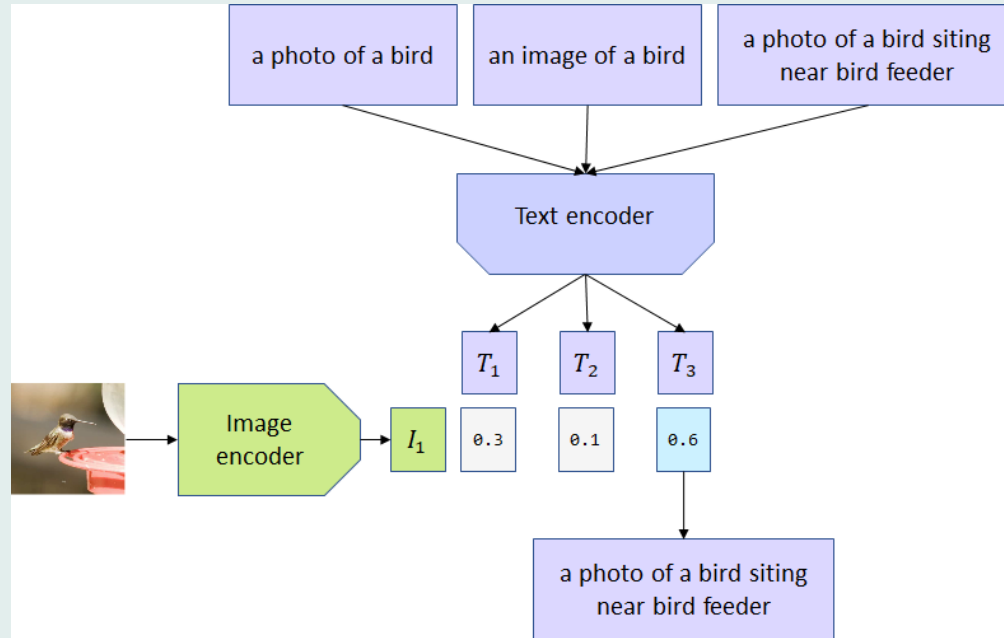 a photo of a bird
an image of a bird
a photo of a bird siting
near bird feeder
Text encoder
T₁
T₂
T₃
Image
encoder
I₁
0.3
0.1
0.6
a photo of a bird siting
near bird feeder